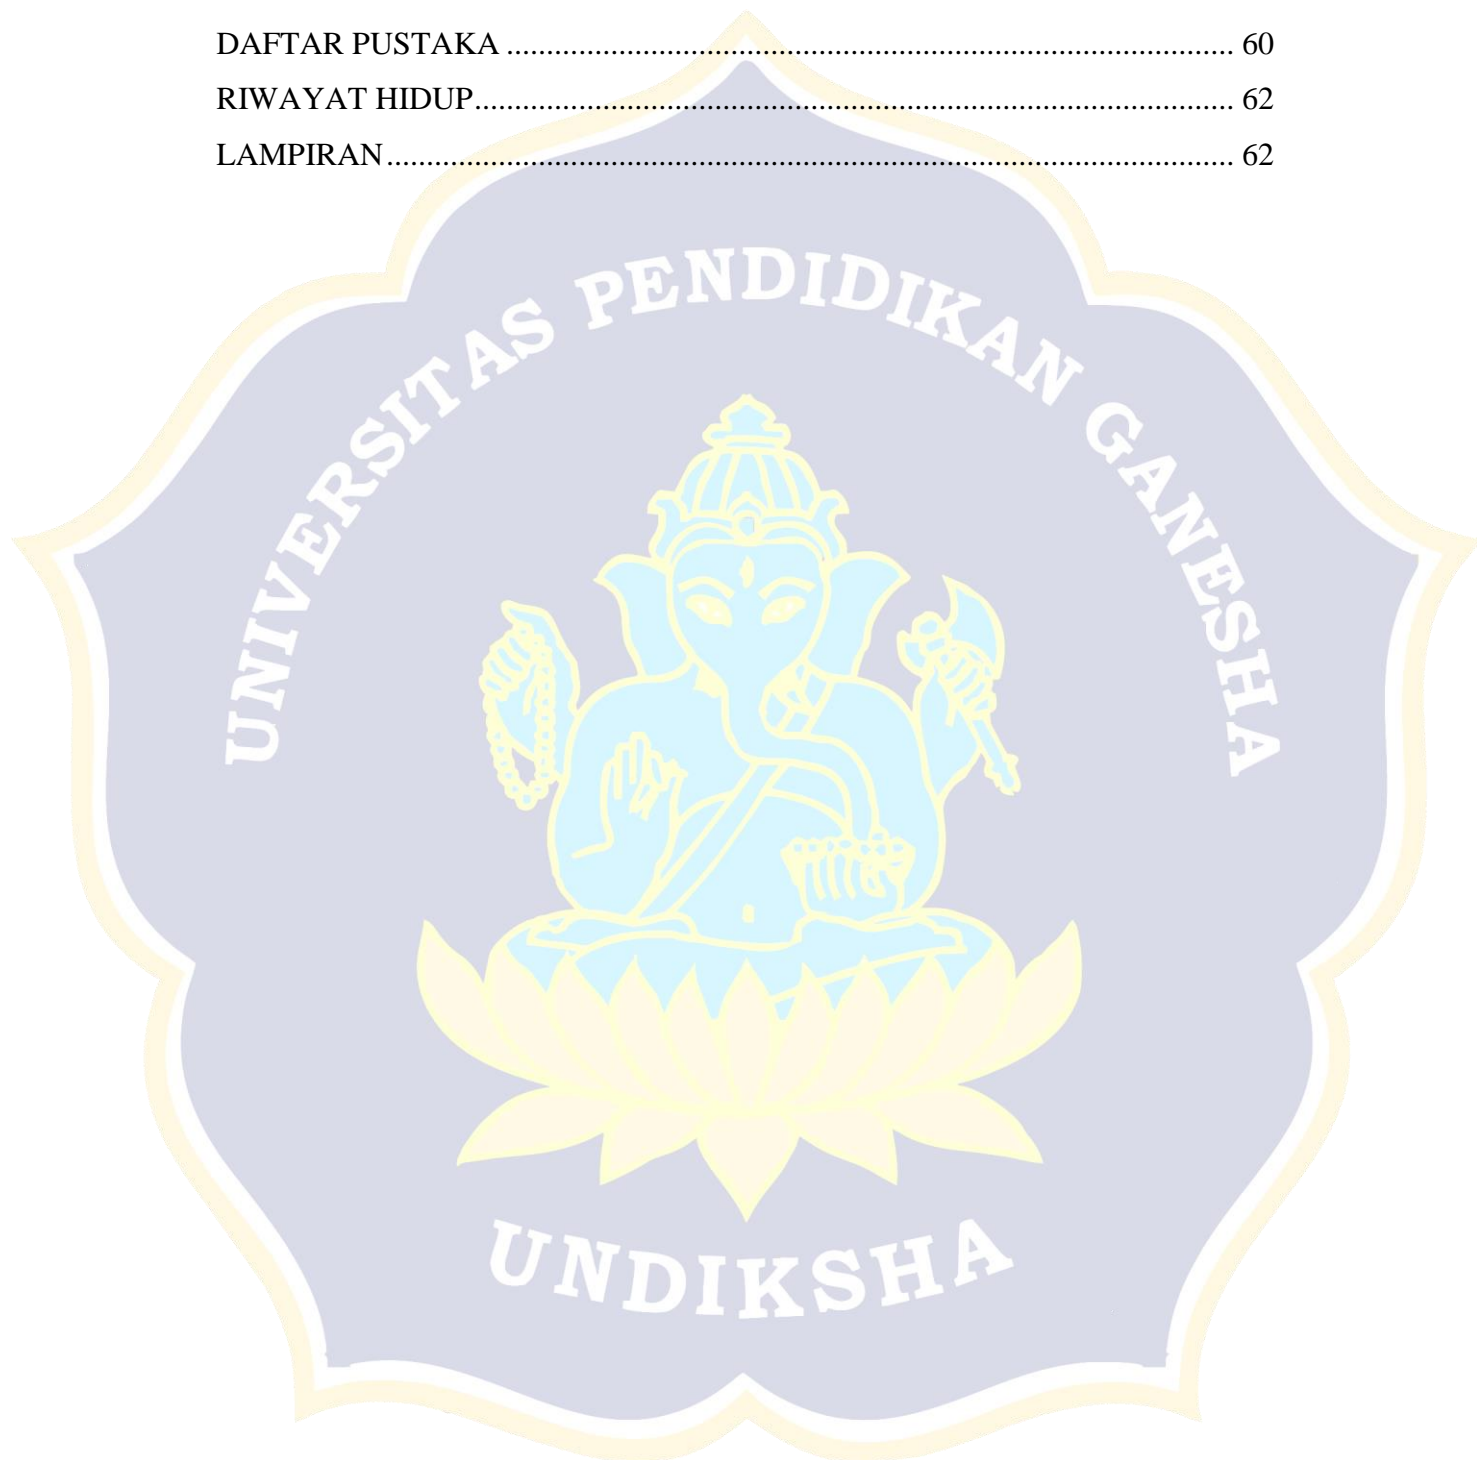 DAFTAR PUSTAKA ............................................................................................ 60
RIWAYAT HIDUP................................................................................................ 62
LAMPIRAN........................................................................................................... 62
UNIVERSITAS PENDIDIKAN GANESHA
UNDIKSHA